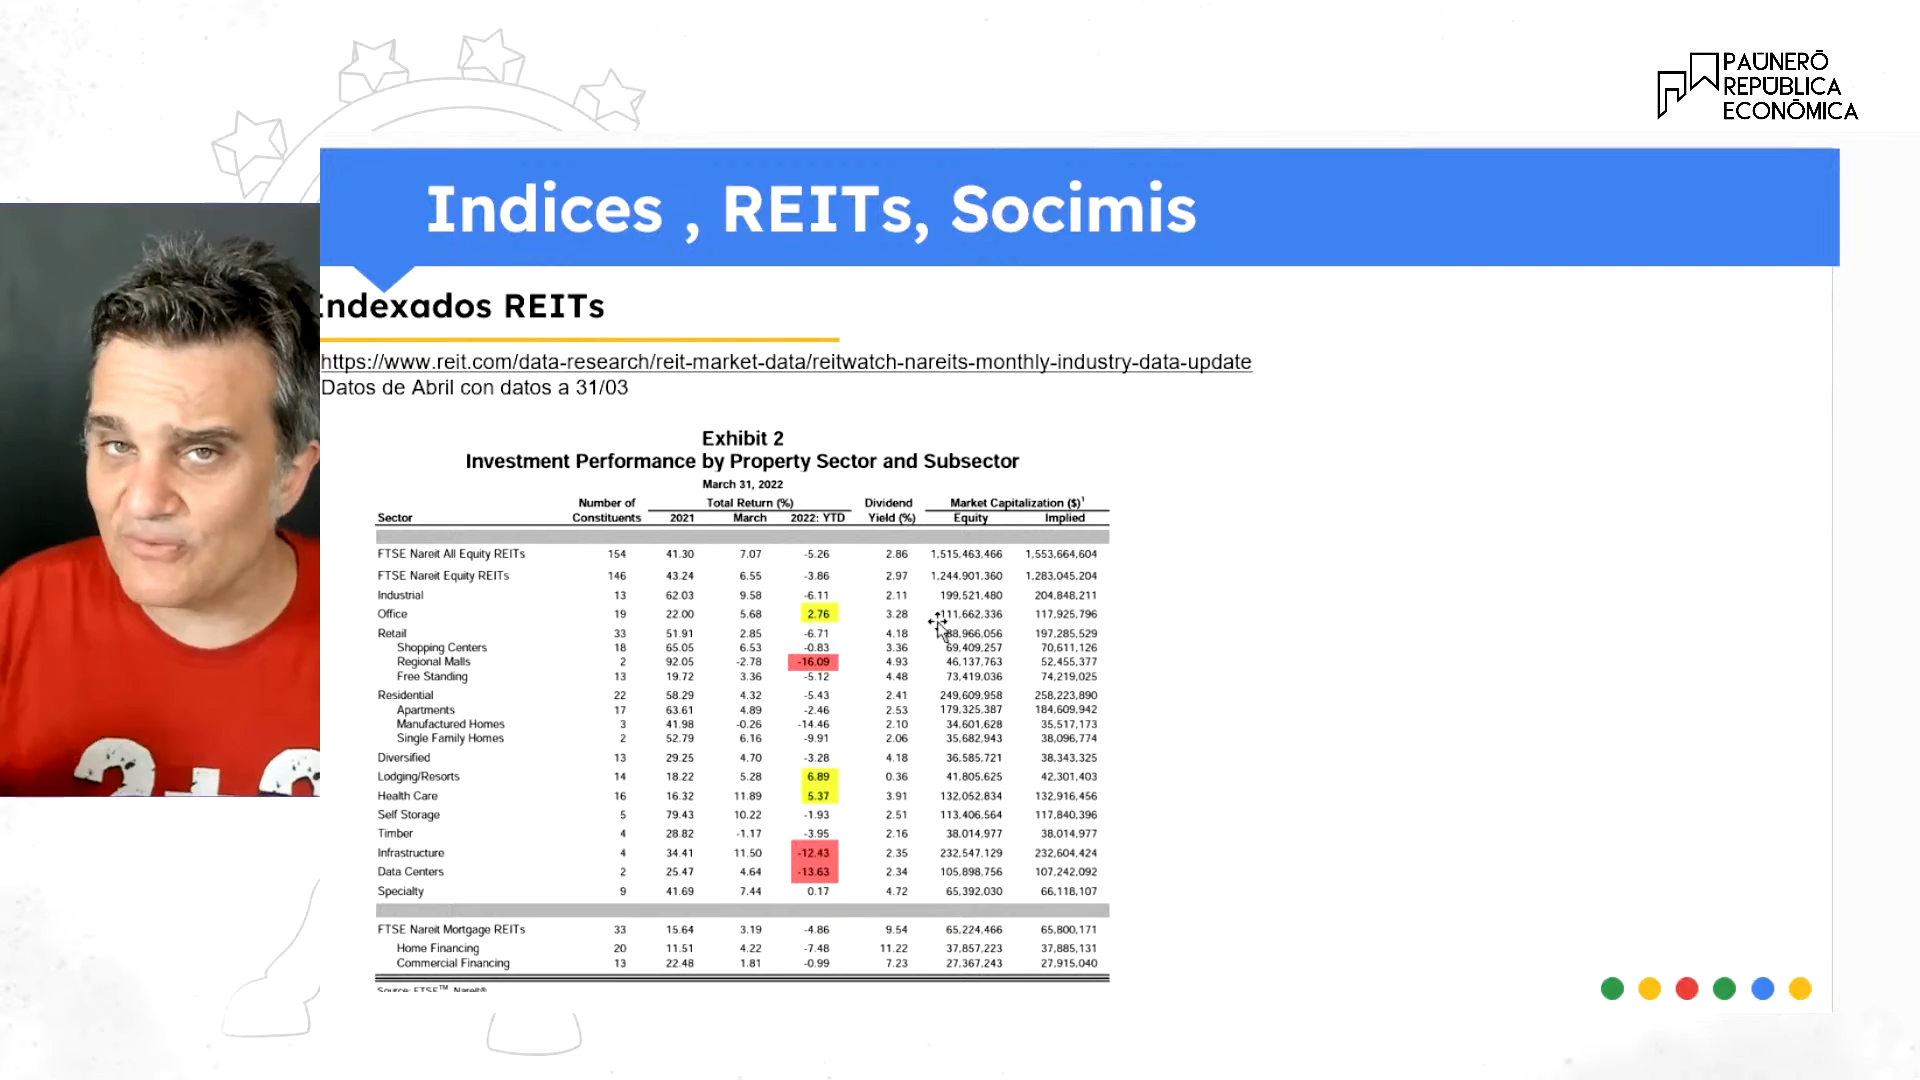 PAŪNERŌ
REPŪBLICA
ECONŌMICA
Indices , REITs, Socimis
Indexados REITs
https://www.reit.com/data-research/reit-market-data/reitwatch-nareits-monthly-industry-data-update
Datos de Abril con datos a 31/03
Exhibit 2
Investment Performance by Property Sector and Subsector
March 31, 2022
Number of Total Return (%) Dividend Market Capitalization ($)¹
Sector Constituents 2021 March 2022: YTD Yield (%) Equity Implied
FTSE Nareit All Equity REITs 154 41.30 7.07 -5.26 2.86 1,515,463,466 1,553,664,604
FTSE Nareit Equity REITs 146 43.24 6.55 -3.86 2.97 1,244,901,360 1,283,045,204
Industrial 13 62.03 9.58 -6.11 2.11 199,521,480 204,848,211
Office 19 22.00 5.68 2.76 3.28 111,662,336 117,925,796
Retail 33 51.91 2.85 -6.71 4.18 88,966,056 197,285,529
Shopping Centers 18 65.05 6.53 -0.83 3.36 69,409,257 70,611,126
Regional Malls 2 92.05 -2.78 -16.09 4.93 46,137,763 52,455,377
Free Standing 13 19.72 3.36 -5.12 4.48 73,419,036 74,219,025
Residential 22 58.29 4.32 -5.43 2.41 249,609,958 258,223,890
Apartments 17 63.61 4.89 -2.46 2.53 179,325,387 184,609,942
Manufactured Homes 3 41.98 -0.26 -14.46 2.10 34,601,628 35,517,173
Single Family Homes 2 52.79 6.16 -9.91 2.06 35,682,943 38,096,774
Diversified 13 29.25 4.70 -3.28 4.18 36,585,721 38,343,325
Lodging/Resorts 14 18.22 5.28 6.89 0.36 41,805,625 42,301,403
Health Care 16 16.32 11.89 5.37 3.91 132,052,834 132,916,456
Self Storage 5 79.43 10.22 -1.93 2.51 113,406,564 117,840,396
Timber 4 28.82 -1.17 -3.95 2.16 38,014,977 38,014,977
Infrastructure 4 34.41 11.50 -12.43 2.35 232,547,129 232,604,424
Data Centers 2 25.47 4.64 -13.63 2.34 105,898,756 107,242,092
Specialty 9 41.69 7.44 0.17 4.72 65,392,030 66,118,107
FTSE Nareit Mortgage REITs 33 15.64 3.19 -4.86 9.54 65,224,466 65,800,171
Home Financing 20 11.51 4.22 -7.48 11.22 37,857,223 37,885,131
Commercial Financing 13 22.48 1.81 -0.99 7.23 27,367,243 27,915,040
Source: FTSE™ Nareit®